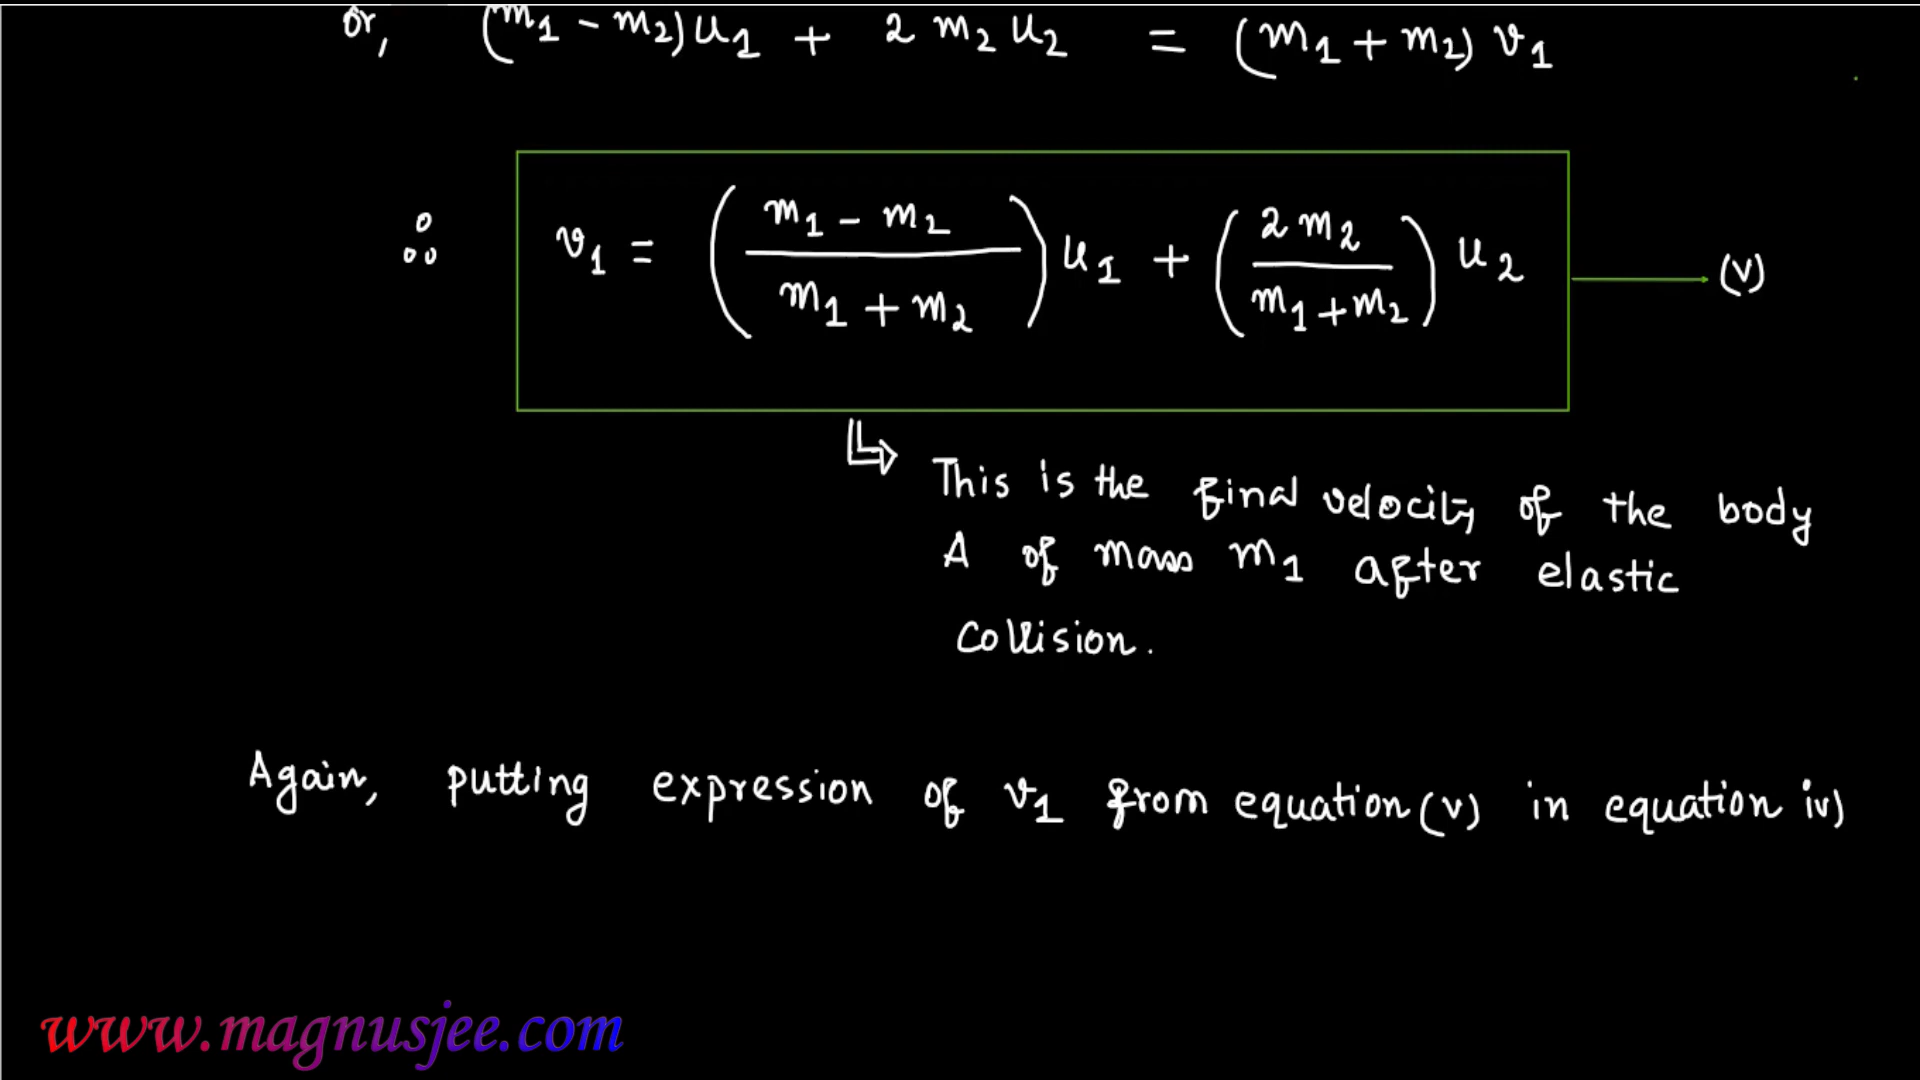 or, (m1 - m2) u1 + 2 m2 u2 = (m1 + m2) v1
∴ v1 = ( m1 - m2 / m1 + m2 ) u1 + ( 2 m2 / m1 + m2 ) u2 → (v)
This is the final velocity of the body
A of mass m1 after elastic
Collision.
Again, putting expression of v1 from equation (v) in equation iv)
www.magnusjee.com